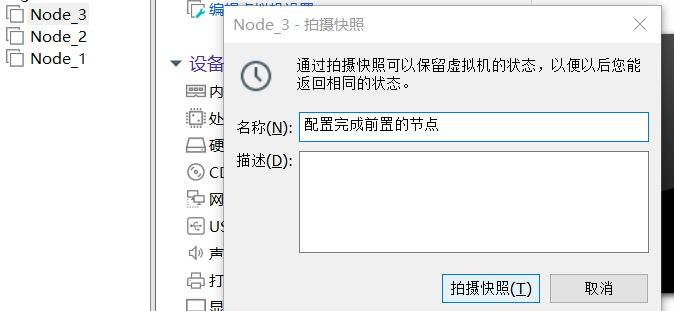 Node_3
Node_2
Node_1
编辑虚拟机设置
设备
内
处
硬
CD
网
US
声
打
显
Node_3 - 拍摄快照
通过拍摄快照可以保留虚拟机的状态，以便以后您能
返回相同的状态。
名称(N):
配置完成前置的节点
描述(D):
拍摄快照(T)
取消